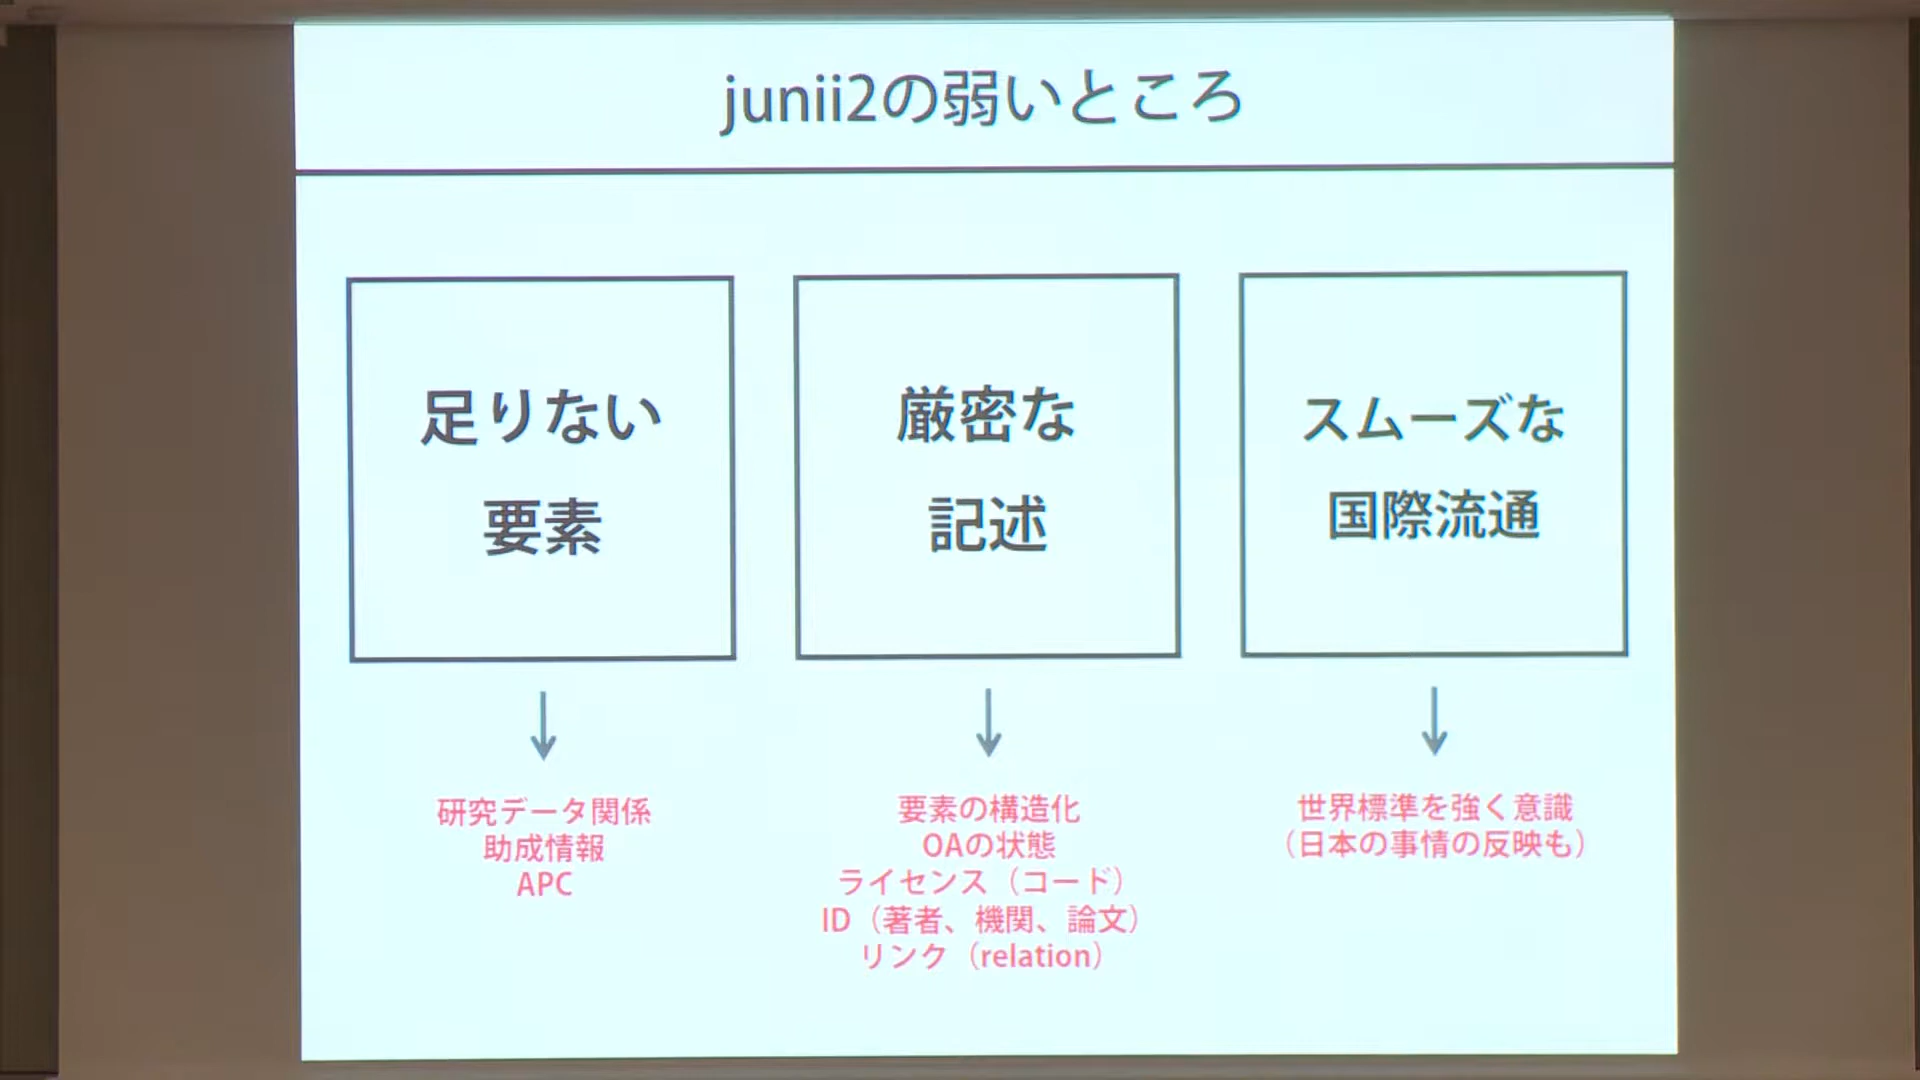 junii2の弱いところ
足りない
要素
厳密な
記述
スムーズな
国際流通
研究データ関係
助成情報
APC
要素の構造化
OAの状態
ライセンス（コード）
ID（著者、機関、論文）
リンク（relation）
世界標準を強く意識
（日本の事情の反映も）